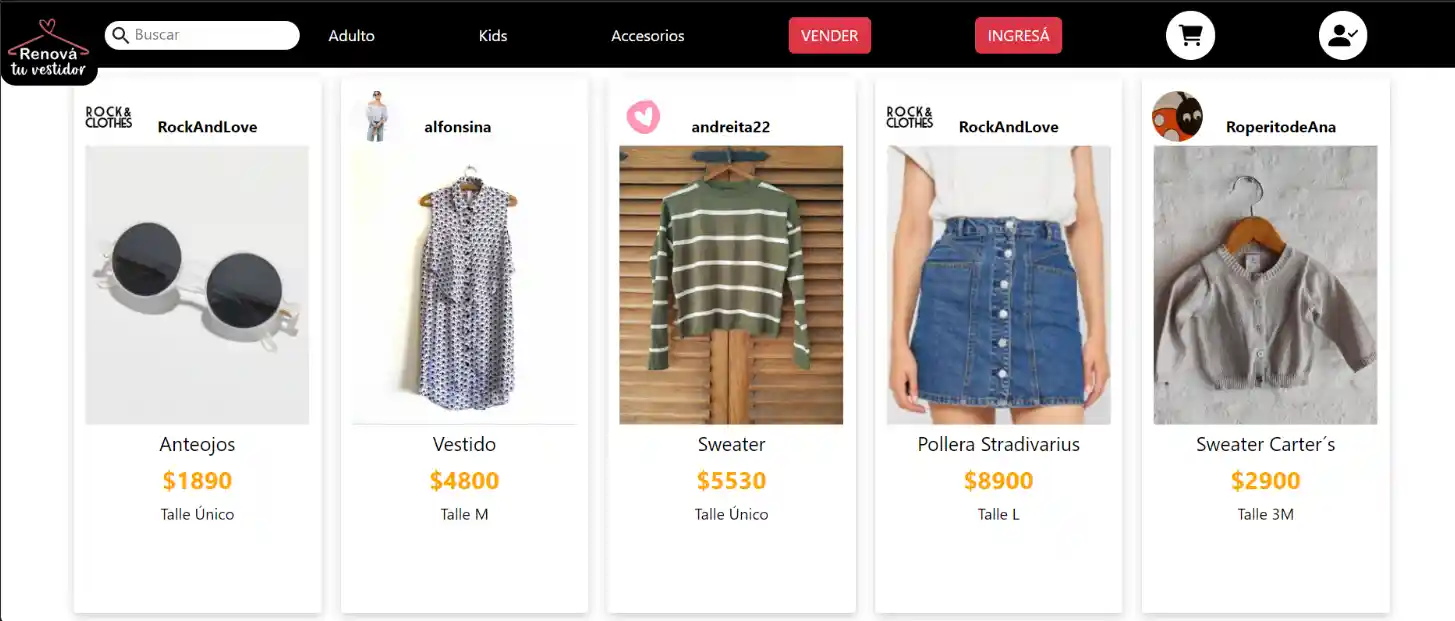 Renová
tu vestidor
Buscar
Adulto
Kids
Accesorios
VENDER
INGRESÁ
ROCK&
CLOTHES
RockAndLove
Anteojos
$1890
Talle Único
alfonsina
Vestido
$4800
Talle M
andreita22
Sweater
$5530
Talle Único
ROCK&
CLOTHES
RockAndLove
Pollera Stradivarius
$8900
Talle L
RoperitodeAna
Sweater Carter´s
$2900
Talle 3M